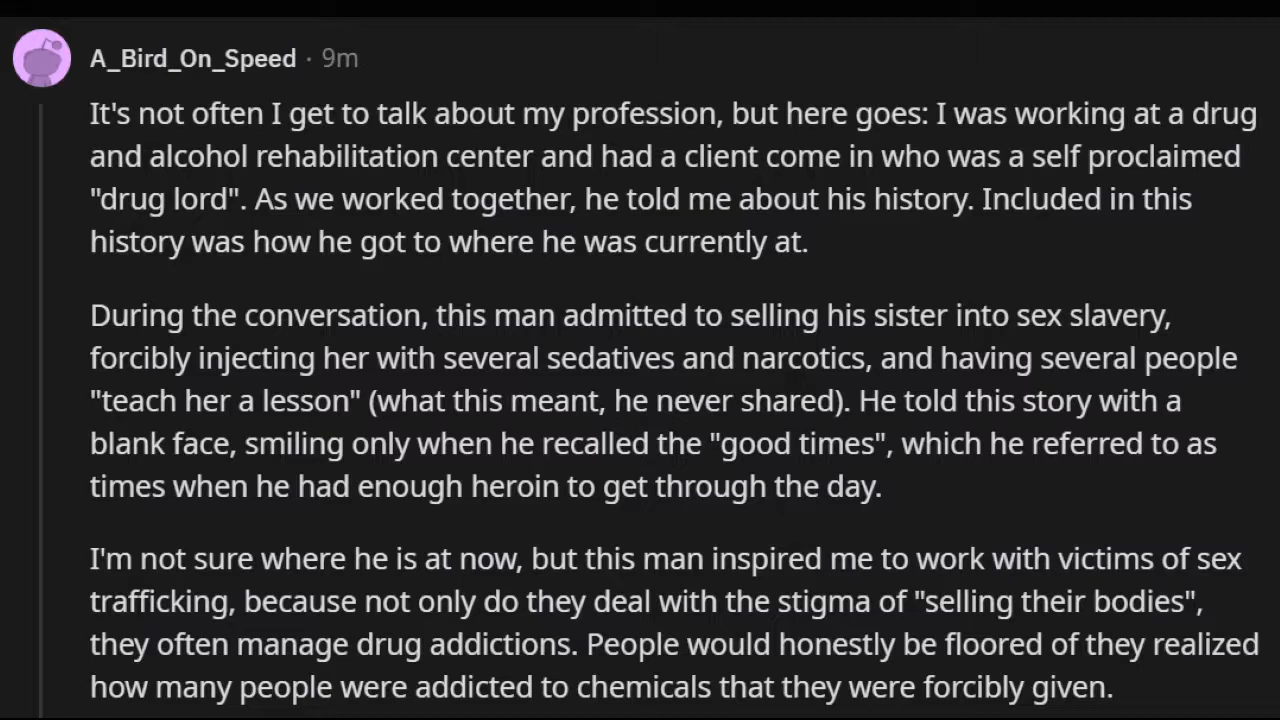 A_Bird_On_Speed · 9m
It's not often I get to talk about my profession, but here goes: I was working at a drug
and alcohol rehabilitation center and had a client come in who was a self proclaimed
"drug lord". As we worked together, he told me about his history. Included in this
history was how he got to where he was currently at.
During the conversation, this man admitted to selling his sister into sex slavery,
forcibly injecting her with several sedatives and narcotics, and having several people
"teach her a lesson" (what this meant, he never shared). He told this story with a
blank face, smiling only when he recalled the "good times", which he referred to as
times when he had enough heroin to get through the day.
I'm not sure where he is at now, but this man inspired me to work with victims of sex
trafficking, because not only do they deal with the stigma of "selling their bodies",
they often manage drug addictions. People would honestly be floored of they realized
how many people were addicted to chemicals that they were forcibly given.